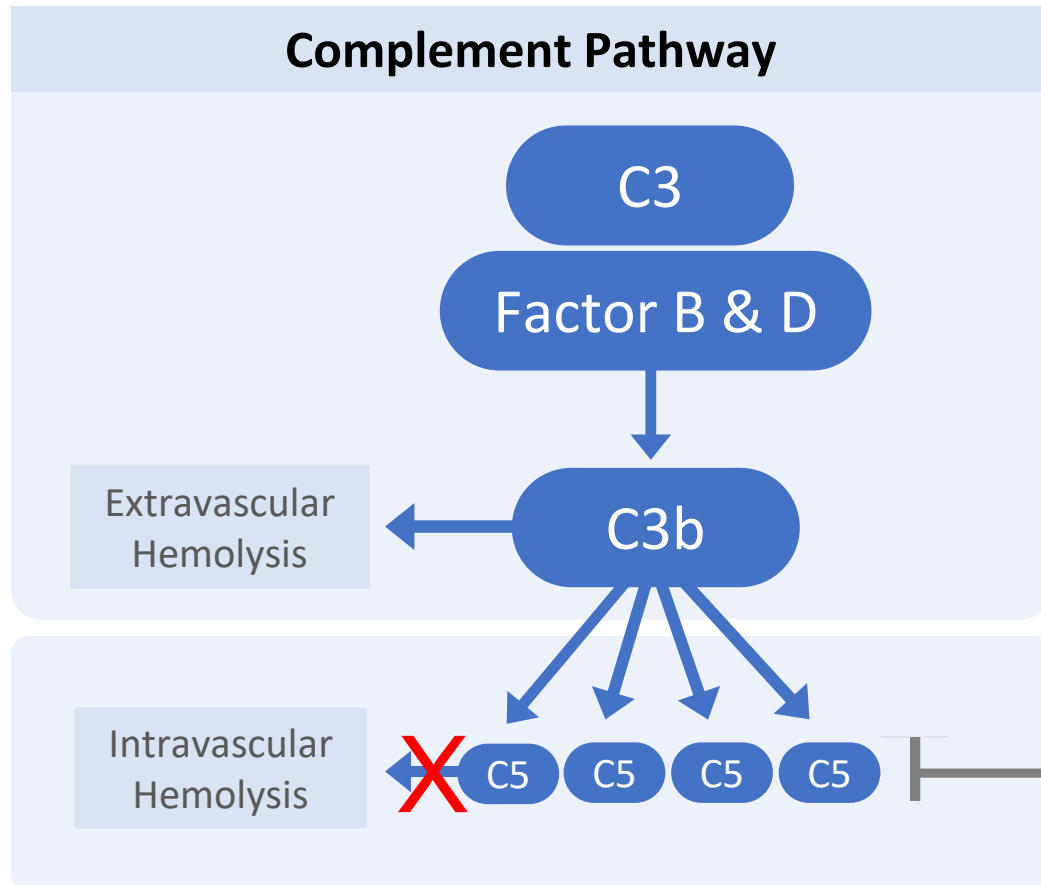 Complement Pathway
C3
Factor B & D
Extravascular
Hemolysis
C3b
Intravascular
Hemolysis
C5 C5 C5 C5